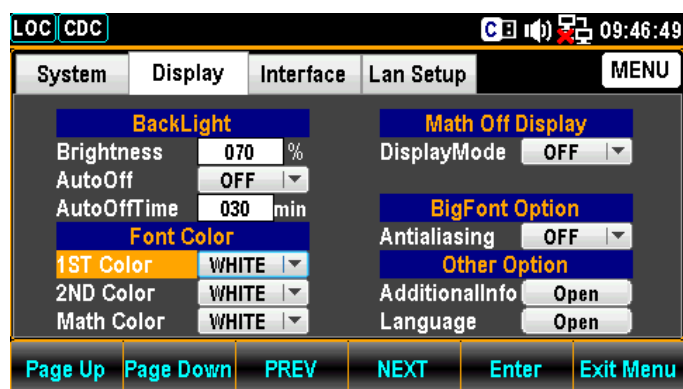 LOC CDC C 09:46:49
System Display Interface Lan Setup MENU
BackLight
Brightness 070 %
AutoOff OFF
AutoOffTime 030 min
Font Color
1ST Color WHITE
2ND Color WHITE
Math Color WHITE
Math Off Display
DisplayMode OFF
BigFont Option
Antialiasing OFF
Other Option
AdditionalInfo Open
Language Open
Page Up Page Down PREV NEXT Enter Exit Menu